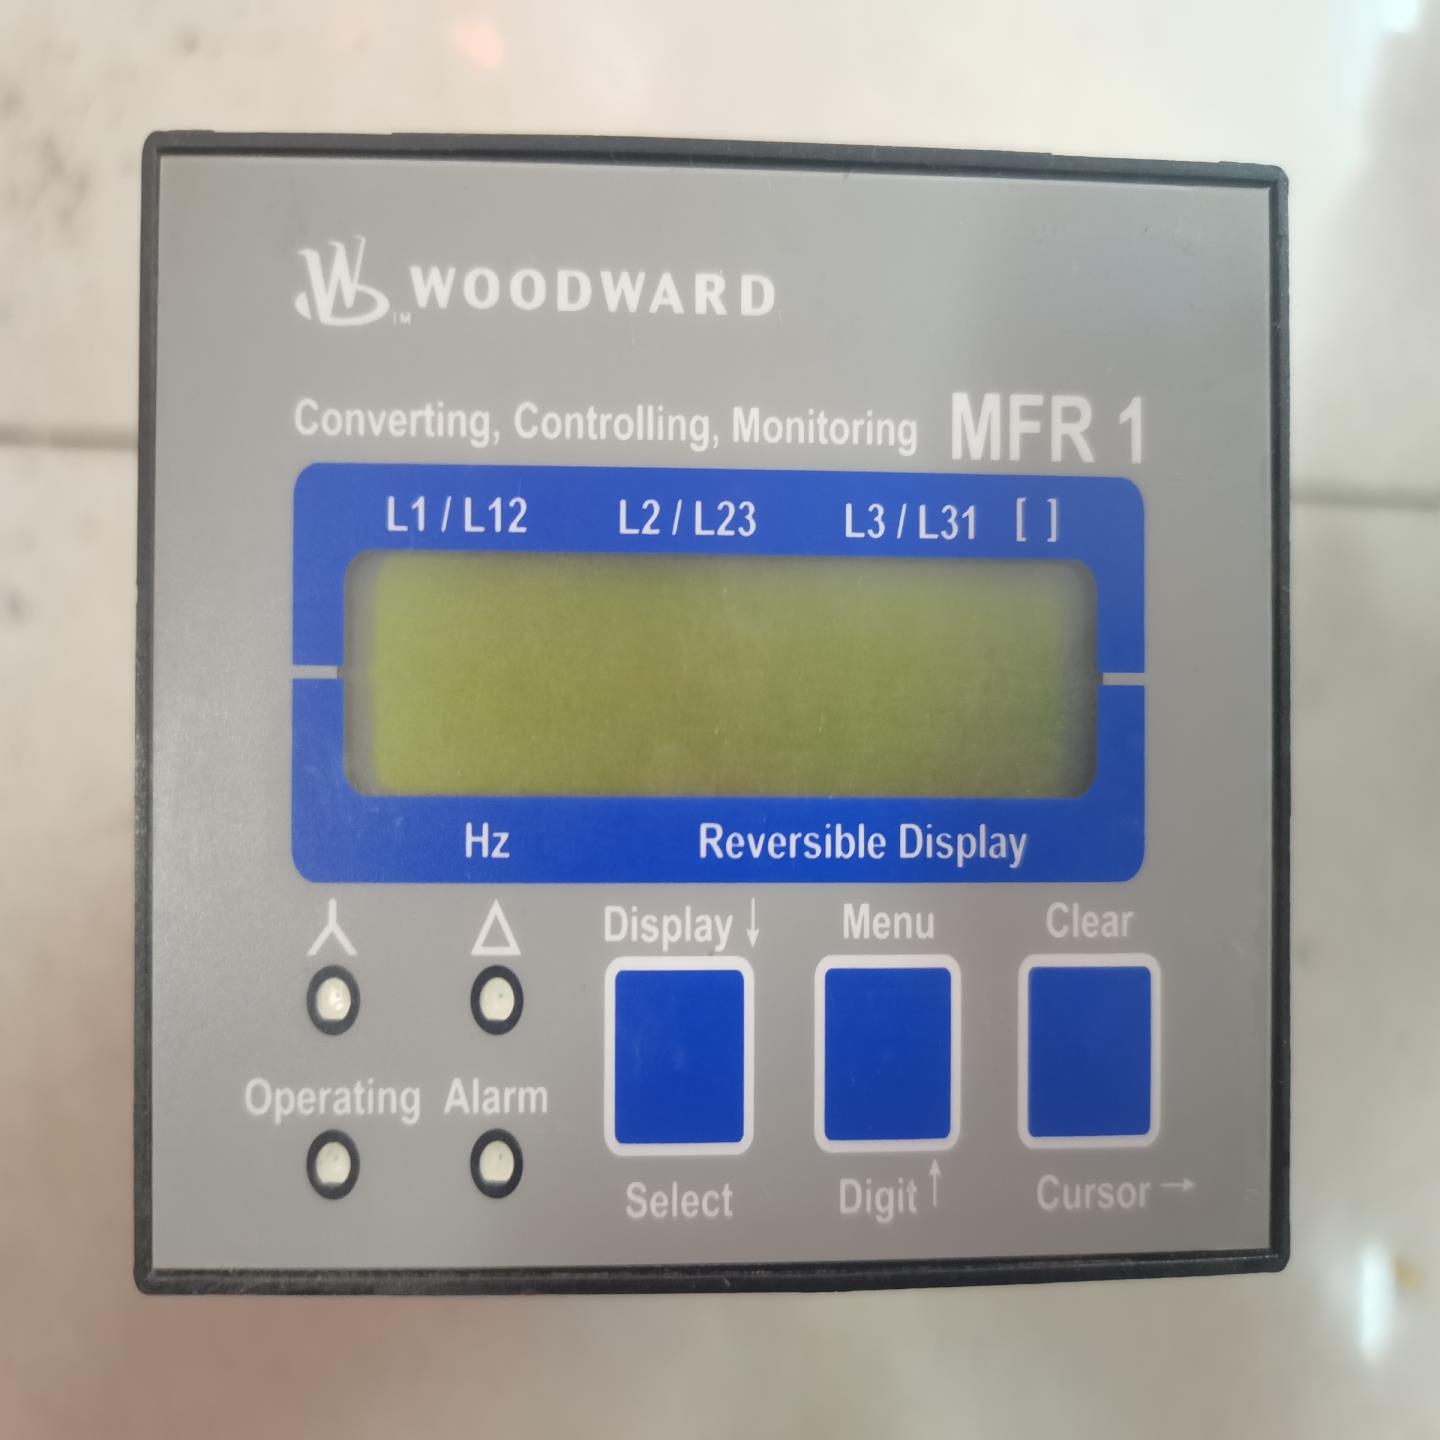 WOODWARD
TM
Converting, Controlling, Monitoring MFR 1
L1 / L12 L2 / L23 L3 / L31 [ ]
Hz Reversible Display
Display ↓ Menu Clear
Operating Alarm
Select Digit ↑ Cursor →